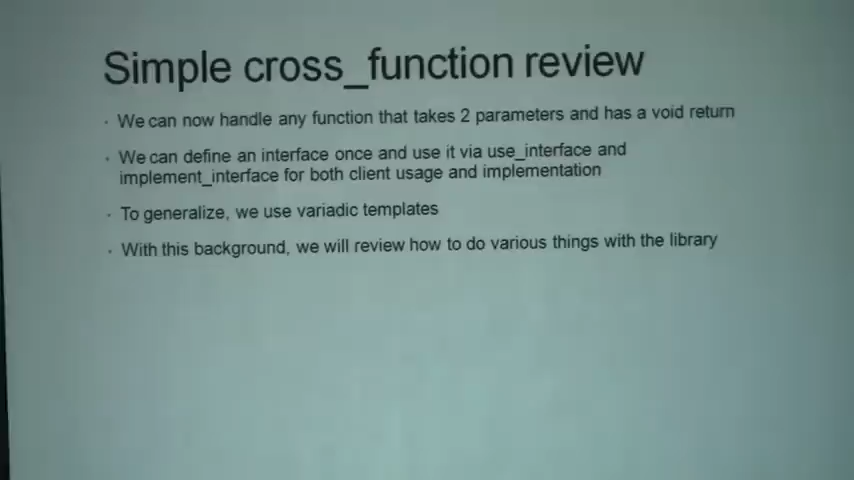 Simple cross_function review
· We can now handle any function that takes 2 parameters and has a void return
· We can define an interface once and use it via use_interface and
implement_interface for both client usage and implementation
· To generalize, we use variadic templates
· With this background, we will review how to do various things with the library